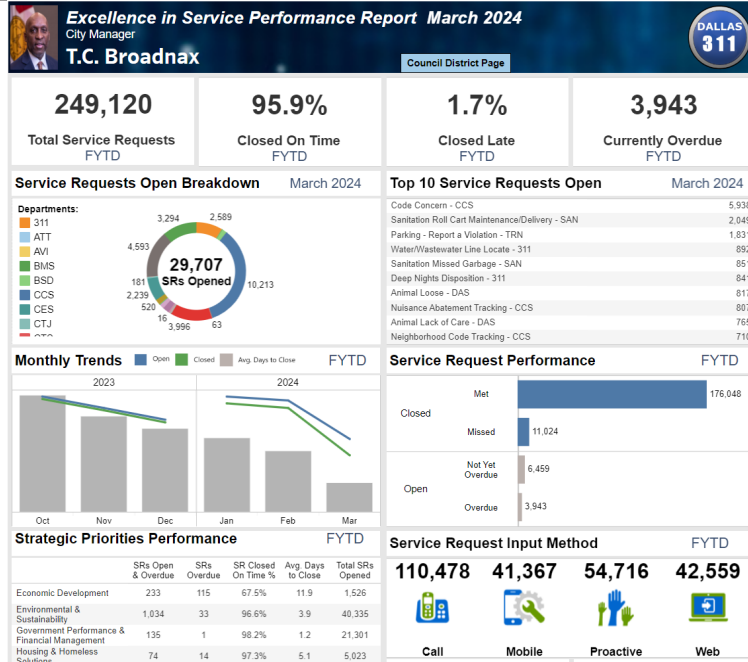 Excellence in Service Performance Report March 2024
City Manager
T.C. Broadnax
Council District Page
DALLAS
311
249,120
Total Service Requests
FYTD
95.9%
Closed On Time
FYTD
1.7%
Closed Late
FYTD
3,943
Currently Overdue
FYTD
Service Requests Open Breakdown March 2024
Departments:
311
ATT
AVI
BMS
BSD
CCS
CES
CTJ
3,294
2,589
4,593
10,213
181
2,239
520
16
3,996
63
29,707
SRs Opened
Top 10 Service Requests Open March 2024
Code Concern - CCS
Sanitation Roll Cart Maintenance/Delivery - SAN
Parking - Report a Violation - TRN
Water/Wastewater Line Locate - 311
Sanitation Missed Garbage - SAN
Deep Nights Disposition - 311
Animal Loose - DAS
Nuisance Abatement Tracking - CCS
Animal Lack of Care - DAS
Neighborhood Code Tracking - CCS
Monthly Trends Open Closed Avg. Days to Close FYTD
2023 2024
Oct Nov Dec Jan Feb Mar
Service Request Performance FYTD
Closed
Met 176,048
Missed 11,024
Open
Not Yet
Overdue 6,459
Overdue 3,943
Strategic Priorities Performance FYTD
SRs Open SRs SR Closed Avg. Days Total SRs
& Overdue Overdue On Time % to Close Opened
Economic Development 233 115 67.5% 11.9 1,526
Environmental &
Sustainability 1,034 33 96.6% 3.9 40,335
Government Performance &
Financial Management 135 1 98.2% 1.2 21,301
Housing & Homeless
Solutions 74 14 97.3% 5.1 5,023
Service Request Input Method FYTD
110,478 41,367 54,716 42,559
Call Mobile Proactive Web